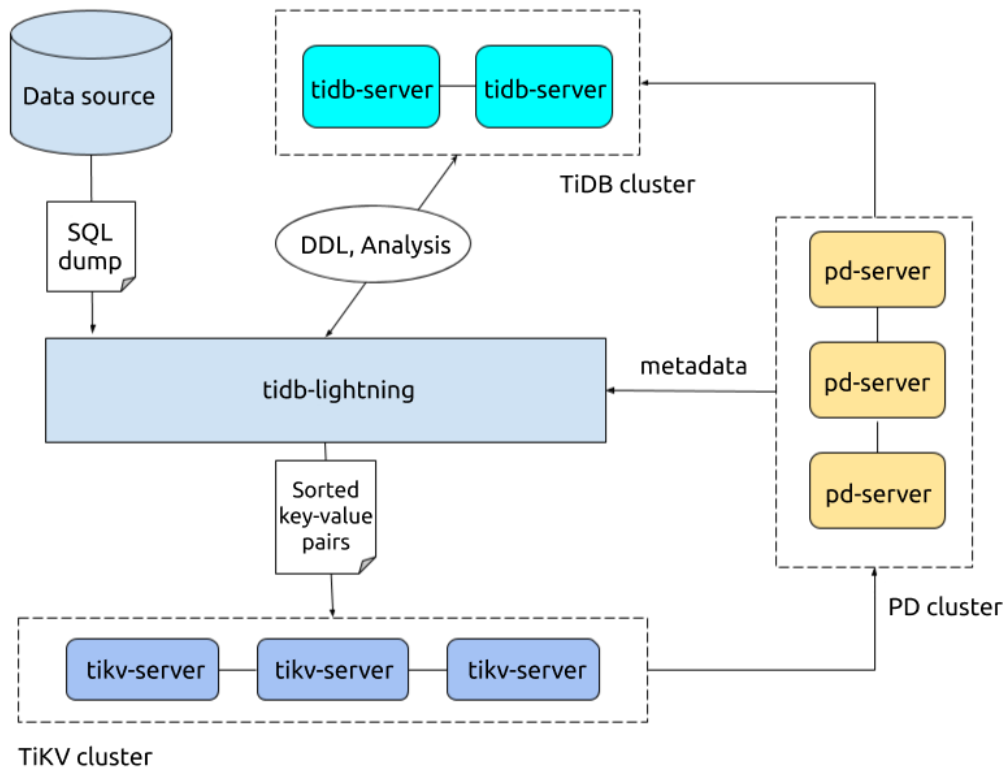 Data source
tidb-server
tidb-server
TiDB cluster
SQL
dump
DDL, Analysis
pd-server
pd-server
pd-server
PD cluster
metadata
tidb-lightning
Sorted
key-value
pairs
tikv-server
tikv-server
tikv-server
TiKV cluster